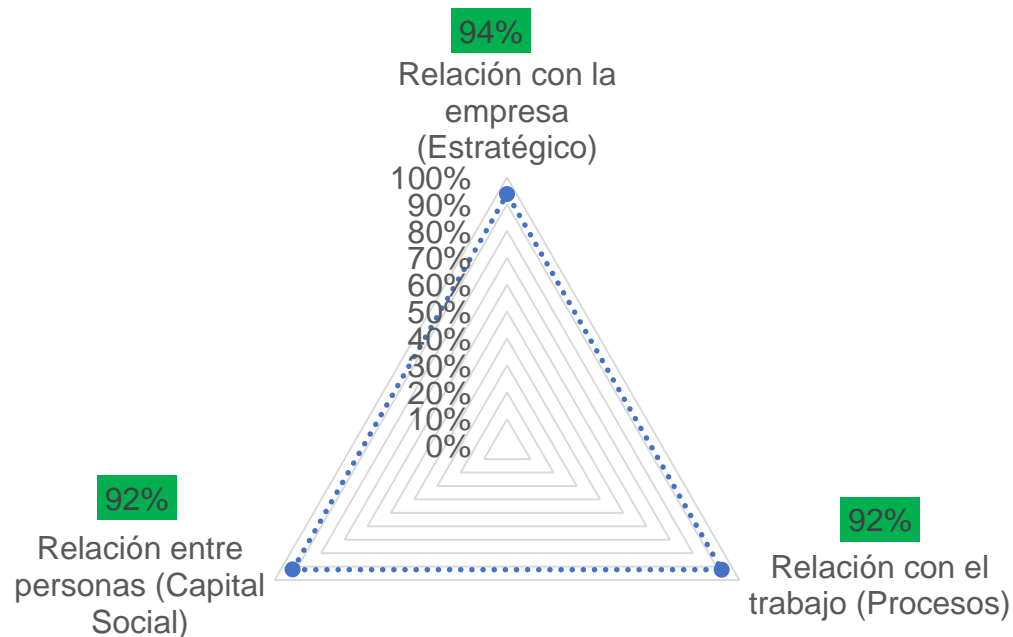 94%
Relación con la
empresa
(Estratégico)
100%
90%
80%
70%
60%
50%
40%
30%
20%
10%
0%
92%
Relación entre
personas (Capital
Social)
92%
Relación con el
trabajo (Procesos)